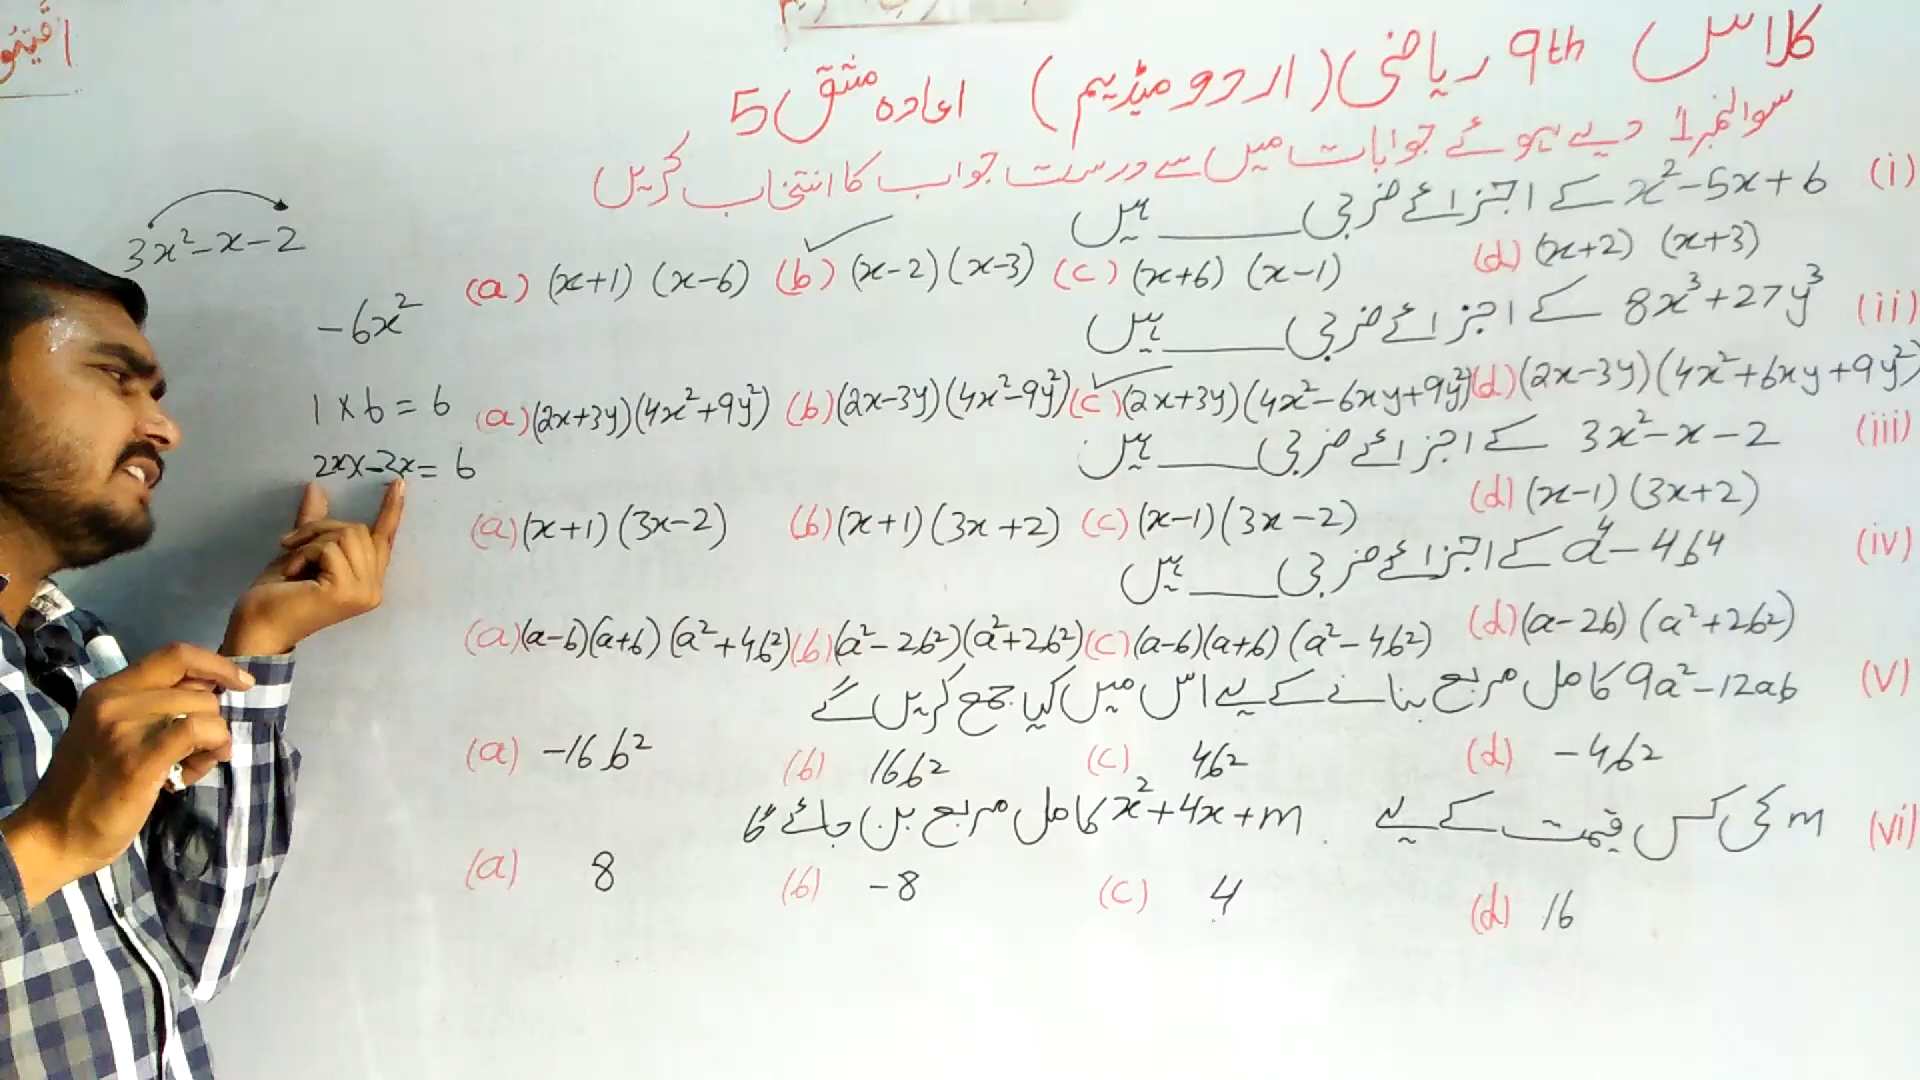 کلاس 9th ریاضی (اردو میڈیم) اعادہ مشق 5
سوالنمبر 1 دیے ہوئے جوابات میں سے درست جواب کا انتخاب کریں
(i) x²-5x+6 کے اجزائے ضربی ____ ہیں
(a) (x+1) (x-6) (b) (x-2) (x-3) (c) (x+6) (x-1) (d) (x+2) (x+3)
(ii) 8x³+27y³ کے اجزائے ضربی ____ ہیں
(a) (2x+3y)(4x²+9y²) (b) (2x-3y)(4x²-9y²) (c) (2x+3y)(4x²-6xy+9y²) (d) (2x-3y)(4x²+6xy+9y²)
(iii) 3x²-x-2 کے اجزائے ضربی ____ ہیں
(a) (x+1)(3x-2) (b) (x+1)(3x+2) (c) (x-1)(3x-2) (d) (x-1)(3x+2)
(iv) a⁴-4b⁴ کے اجزائے ضربی ____ ہیں
(a) (a-b)(a+b)(a²+4b²) (b) (a²-2b²)(a²+2b²) (c) (a-b)(a+b)(a²-4b²) (d) (a-2b)(a²+2b²)
(v) 9a²-12ab کامل مربع بنانے کے لیے اس میں کیا جمع کریں گے
(a) -16b² (b) 16b² (c) 4b² (d) -4b²
(vi) m کی کس قیمت کے لیے x²+4x+m کامل مربع بن جائے گا
(a) 8 (b) -8 (c) 4 (d) 16
3x²-x-2
-6x²
1×6=6
2x×-3x=6